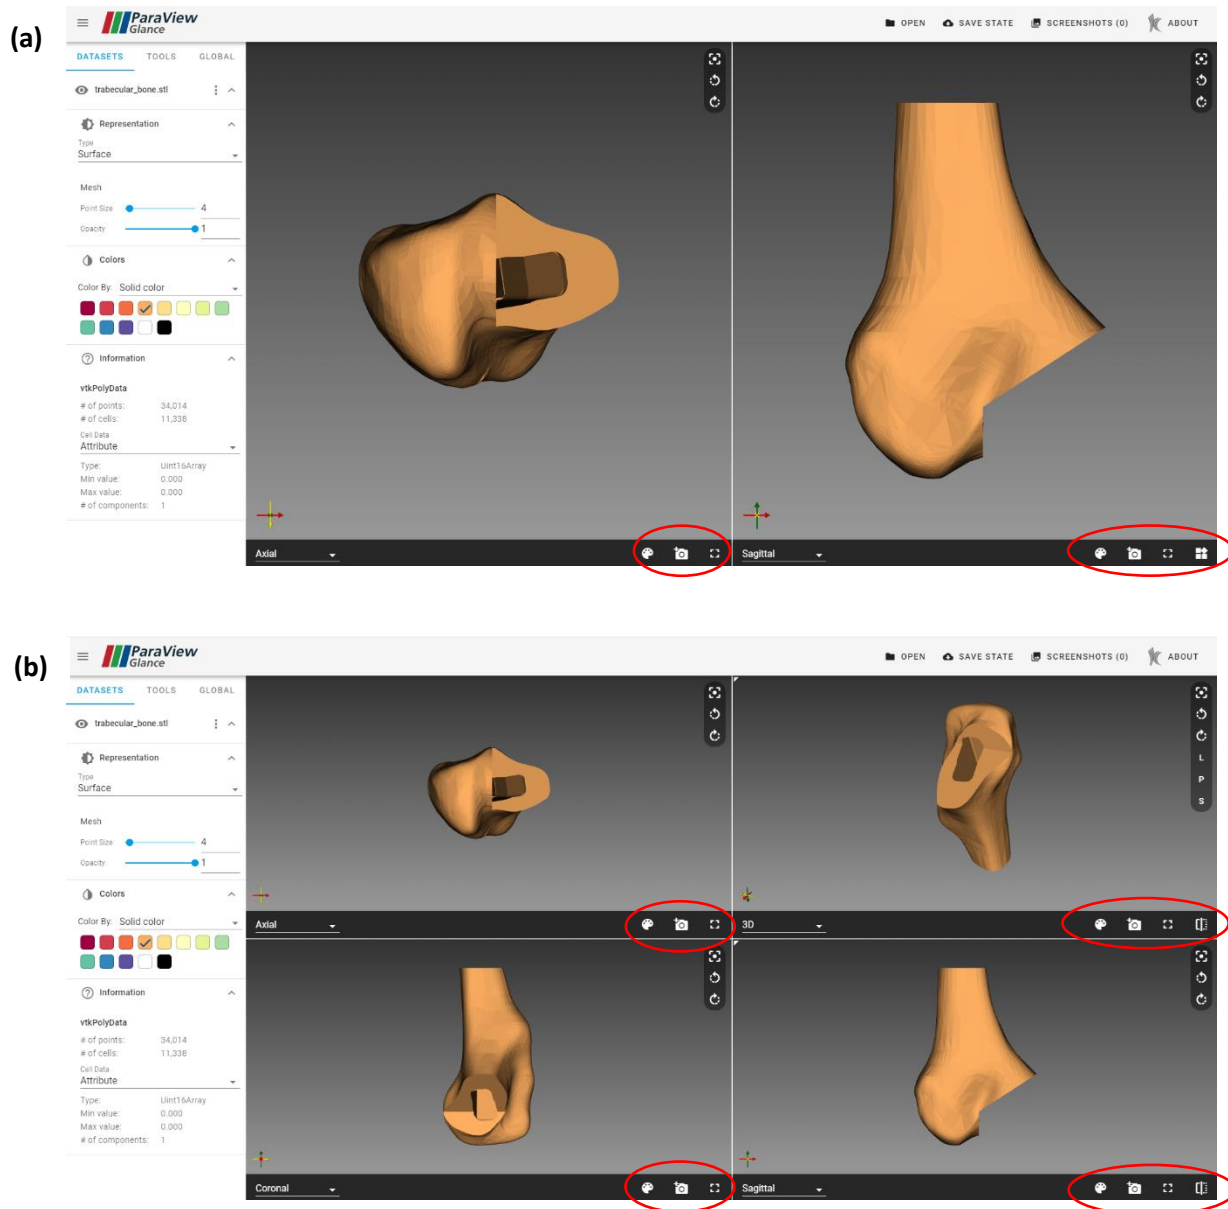 (a)
ParaView
Glance
OPEN SAVE STATE SCREENSHOTS (0) ABOUT
DATASETS TOOLS GLOBAL
trabecular_bone.stl
Representation
Type
Surface
Mesh
Point Size 4
Opacity 1
Colors
Color By: Solid color
Information
vtkPolyData
# of points: 34,014
# of cells: 11,338
Cell Data
Attribute
Type: Uint16Array
Min value: 0.000
Max value: 0.000
# of components: 1
Axial
Sagittal
(b)
ParaView
Glance
OPEN SAVE STATE SCREENSHOTS (0) ABOUT
DATASETS TOOLS GLOBAL
trabecular_bone.stl
Representation
Type
Surface
Mesh
Point Size 4
Opacity 1
Colors
Color By: Solid color
Information
vtkPolyData
# of points: 34,014
# of cells: 11,338
Cell Data
Attribute
Type: Uint16Array
Min value: 0.000
Max value: 0.000
# of components: 1
L
P
S
Axial
3D
Coronal
Sagittal